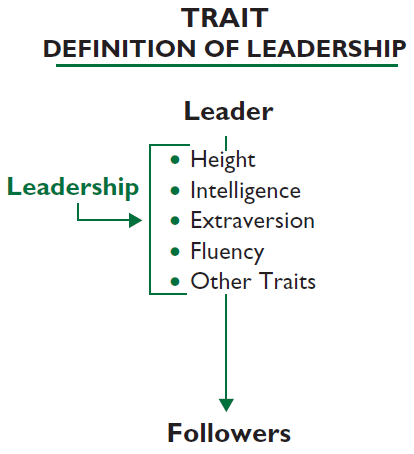 TRAIT
DEFINITION OF LEADERSHIP
Leader
Leadership
• Height
• Intelligence
• Extraversion
• Fluency
• Other Traits
Followers